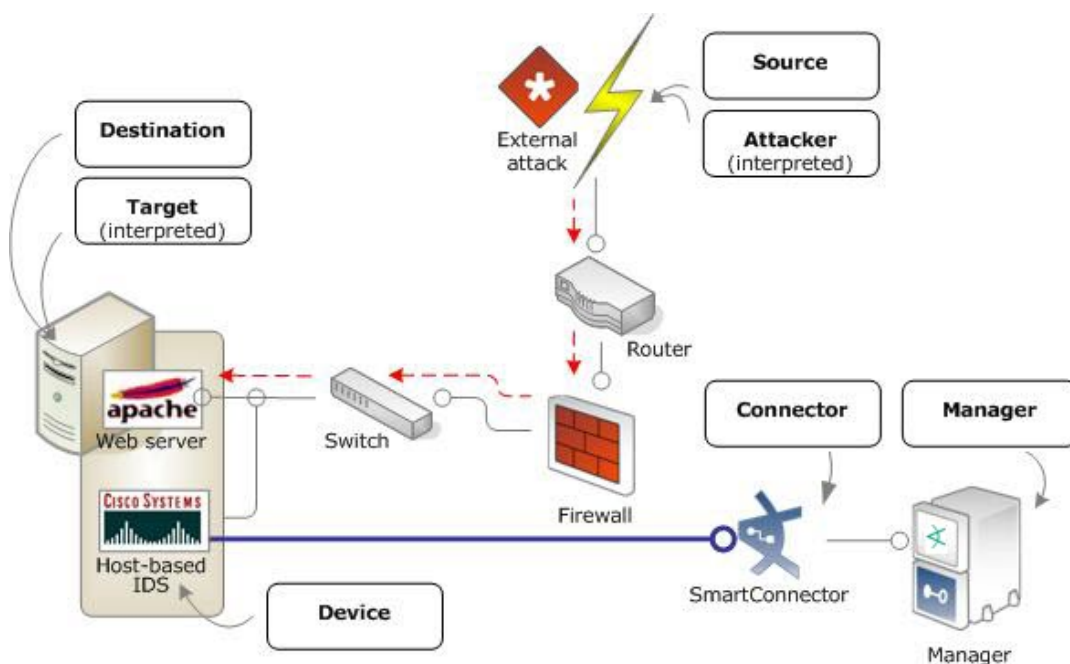 Source
External
attack
Attacker
(interpreted)
Destination
Target
(interpreted)
Router
apache
Web server
Switch
Connector
Manager
CISCO SYSTEMS
Firewall
Host-based
IDS
SmartConnector
Device
Manager